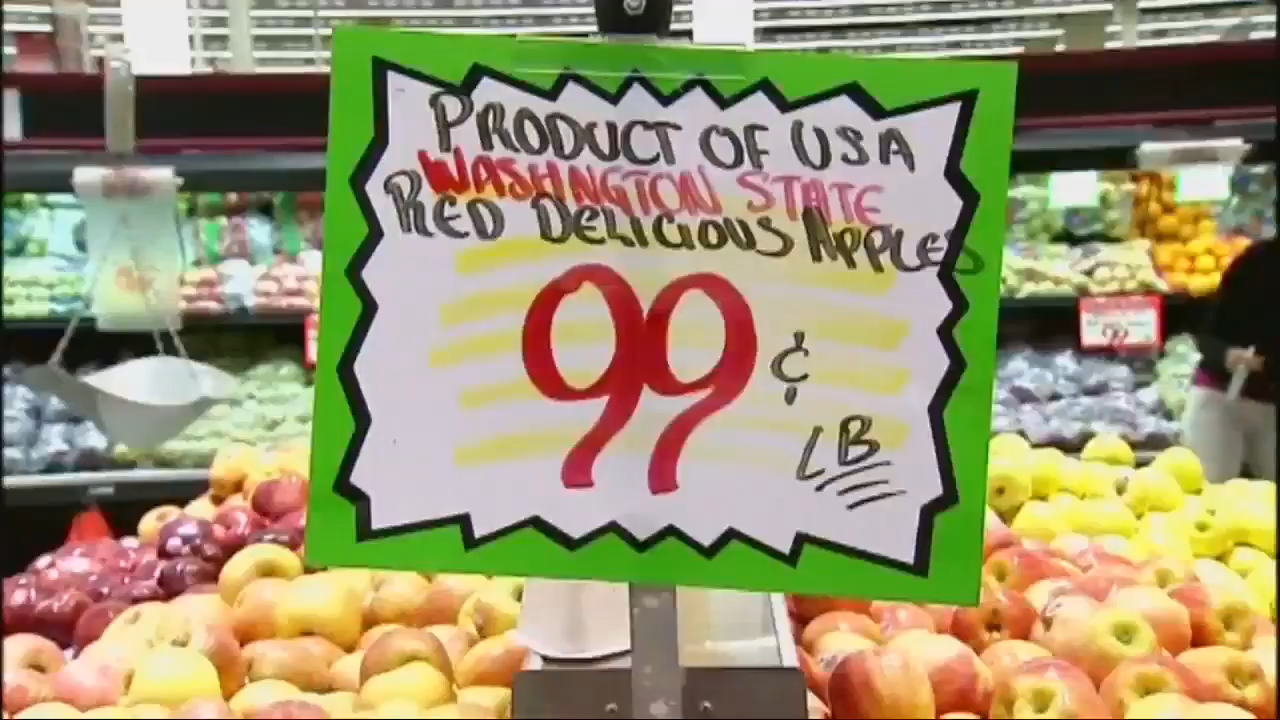 PRODUCT OF USA
WASHINGTON STATE
RED DELICIOUS APPLES
99 ¢
LB